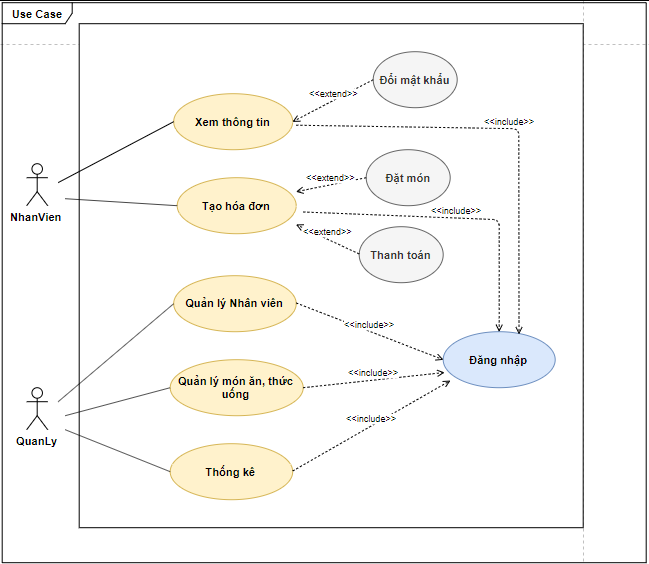 Use Case
Đổi mật khẩu
<<extend>>
Xem thông tin
<<include>>
Đặt món
<<extend>>
NhanVien
Tạo hóa đơn
<<include>>
<<extend>>
Thanh toán
Quản lý Nhân viên
<<include>>
Đăng nhập
Quản lý món ăn, thức
uống
<<include>>
QuanLy
<<include>>
Thống kê